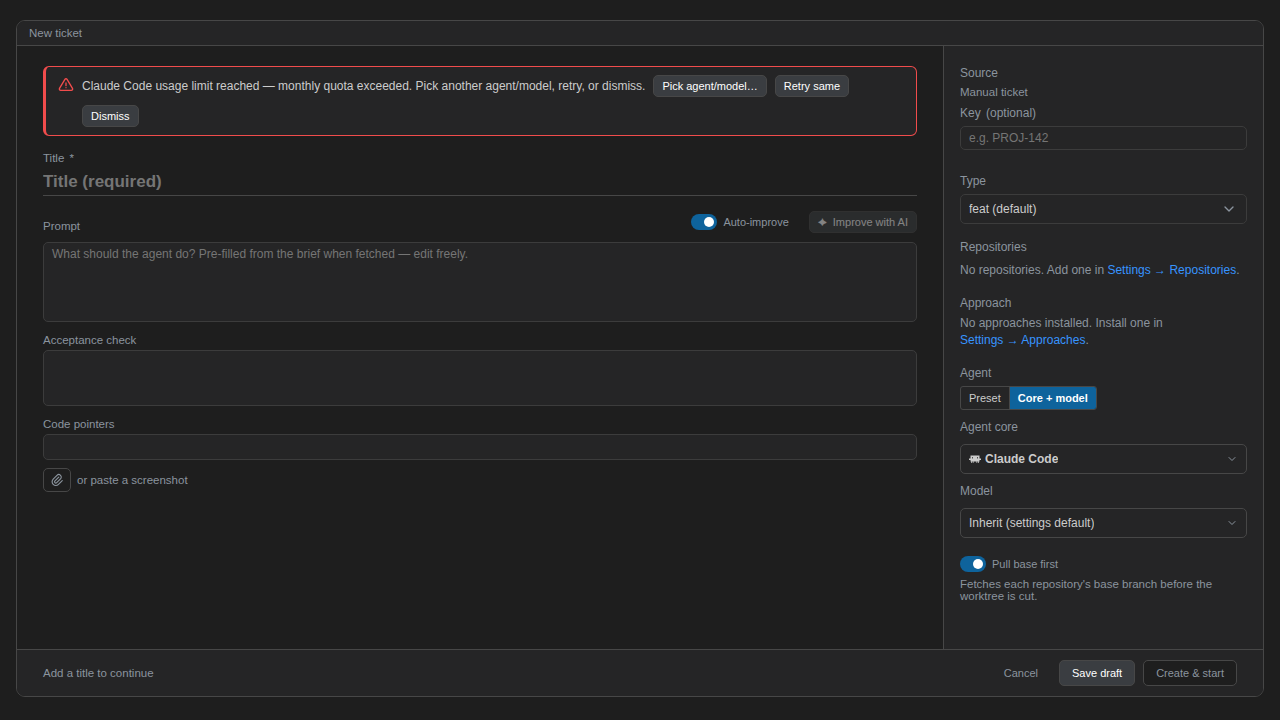 New ticket
Claude Code usage limit reached — monthly quota exceeded. Pick another agent/model, retry, or dismiss. Pick agent/model… Retry same
Dismiss
Title *
Title (required)
Prompt
Auto-improve
Improve with AI
What should the agent do? Pre-filled from the brief when fetched — edit freely.
Acceptance check
Code pointers
or paste a screenshot
Source
Manual ticket
Key (optional)
e.g. PROJ-142
Type
feat (default)
Repositories
No repositories. Add one in Settings → Repositories.
Approach
No approaches installed. Install one in
Settings → Approaches.
Agent
Preset Core + model
Agent core
Claude Code
Model
Inherit (settings default)
Pull base first
Fetches each repository's base branch before the
worktree is cut.
Add a title to continue
Cancel Save draft Create & start